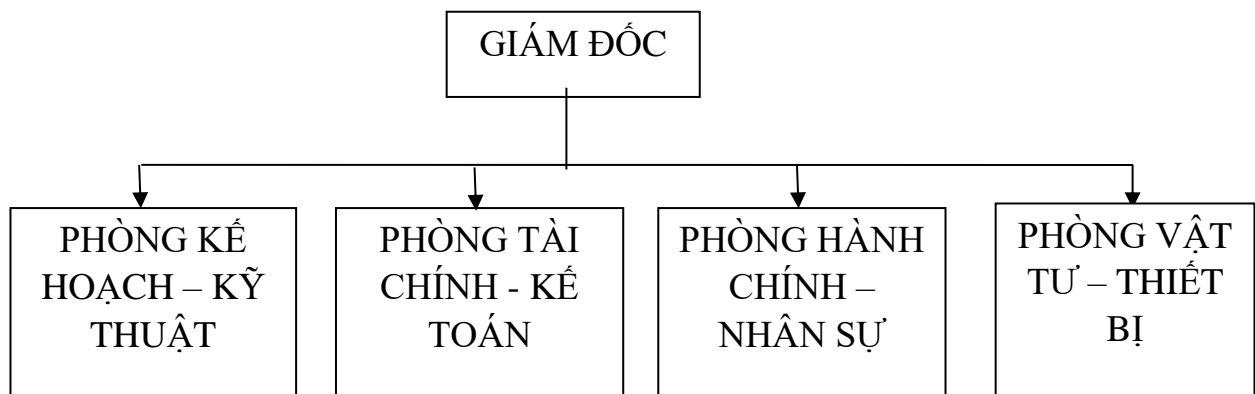 GIÁM ĐỐC
PHÒNG KẾ
HOẠCH – KỸ
THUẬT
PHÒNG TÀI
CHÍNH - KẾ
TOÁN
PHÒNG HÀNH
CHÍNH –
NHÂN SỰ
PHÒNG VẬT
TƯ – THIẾT
BỊ